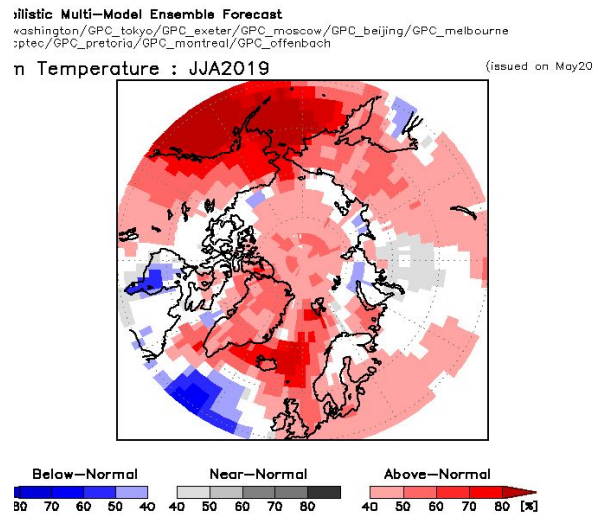 bilistic Multi-Model Ensemble Forecast
washington/GPC_tokyo/GPC_exeter/GPC_moscow/GPC_beijing/GPC_melbourne
cptec/GPC_pretoria/GPC_montreal/GPC_offenbach
n Temperature : JJA2019
(issued on May20
Below-Normal Near-Normal Above-Normal
80 70 60 50 40 40 50 60 70 80 40 50 60 70 80 [%]